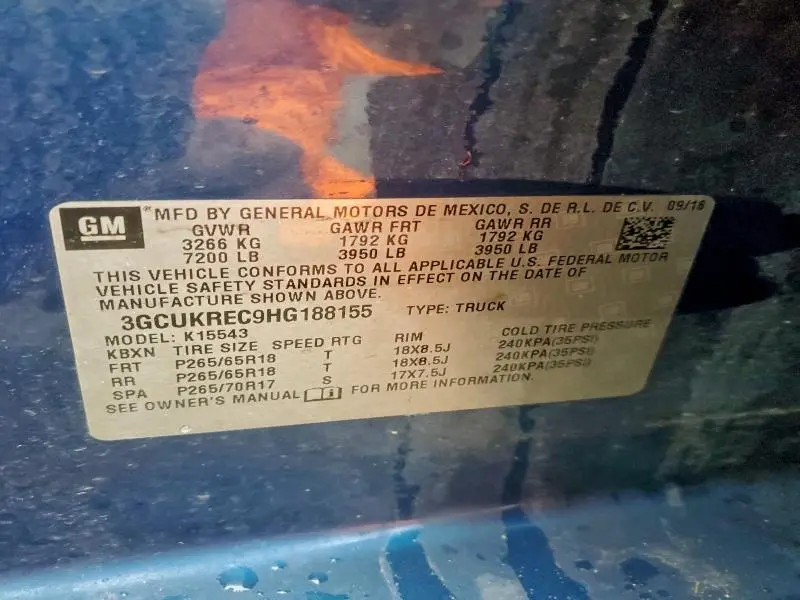 GM
®MFD BY GENERAL MOTORS DE MEXICO, S. DE R.L. DE C.V. 09/16
GVWR GAWR FRT GAWR RR
3266 KG 1792 KG 1792 KG
7200 LB 3950 LB 3950 LB
THIS VEHICLE CONFORMS TO ALL APPLICABLE U.S. FEDERAL MOTOR
VEHICLE SAFETY STANDARDS IN EFFECT ON THE DATE OF
MANUFACTURE SHOWN ABOVE.
3GCUKREC9HG188155 TYPE: TRUCK
MODEL: K15543
KBXN TIRE SIZE SPEED RTG RIM COLD TIRE PRESSURE
FRT P265/65R18 T 18X8.5J 240KPA(35PSI)
RR P265/65R18 T 18X8.5J 240KPA(35PSI)
SPA P265/70R17 S 17X7.5J 240KPA(35PSI)
SEE OWNER'S MANUAL FOR MORE INFORMATION.